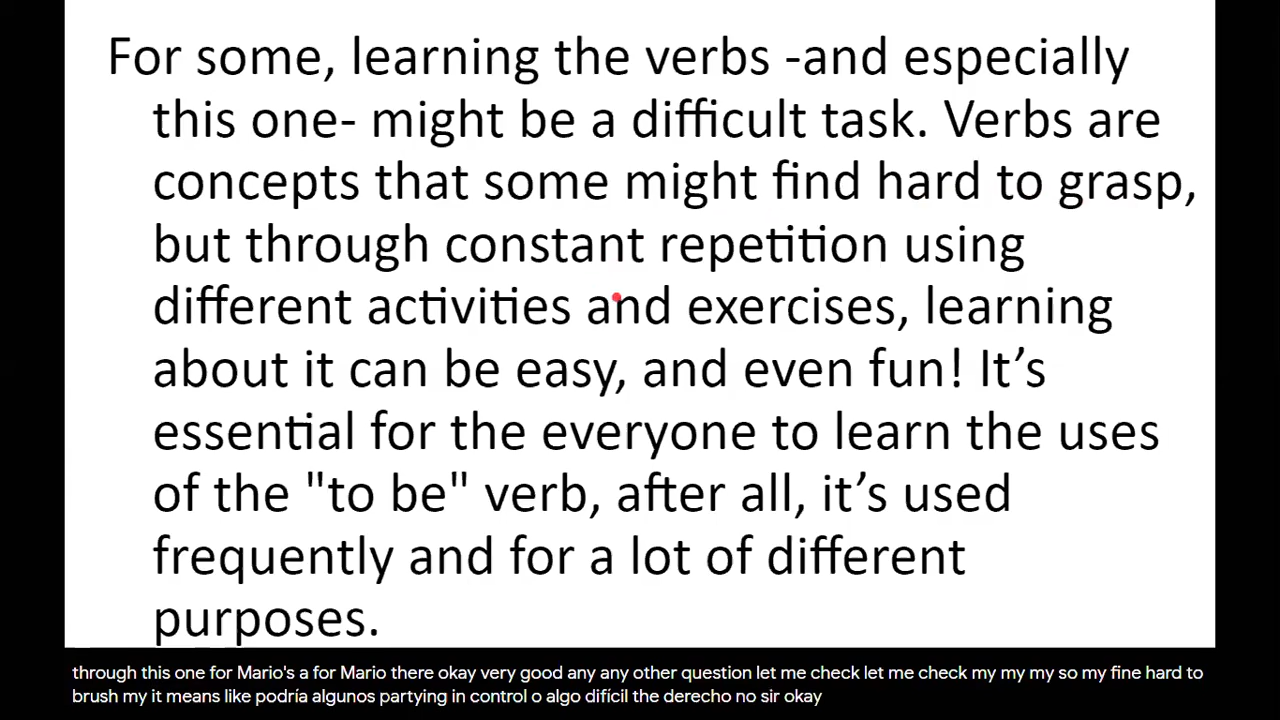 For some, learning the verbs -and especially
this one- might be a difficult task. Verbs are
concepts that some might find hard to grasp,
but through constant repetition using
different activities and exercises, learning
about it can be easy, and even fun! It’s
essential for the everyone to learn the uses
of the "to be" verb, after all, it’s used
frequently and for a lot of different
purposes.
through this one for Mario's a for Mario there okay very good any any other question let me check let me check my my my so my fine hard to
brush my it means like podría algunos partying in control o algo difícil the derecho no sir okay